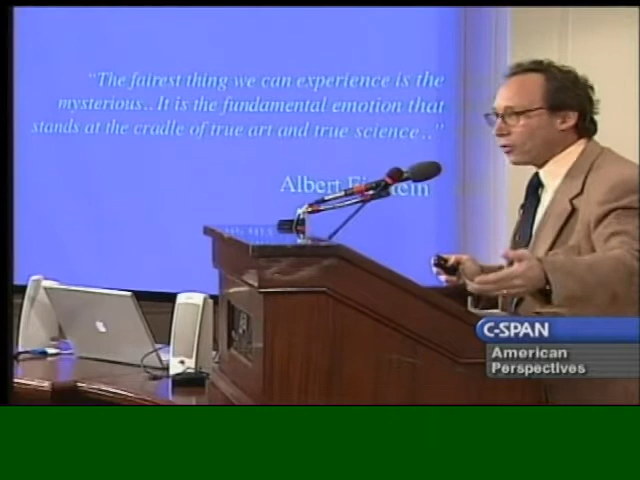 “The fairest thing we can experience is the
mysterious.. It is the fundamental emotion that
stands at the cradle of true art and true science..”
Albert Einstein
C-SPAN
American
Perspectives